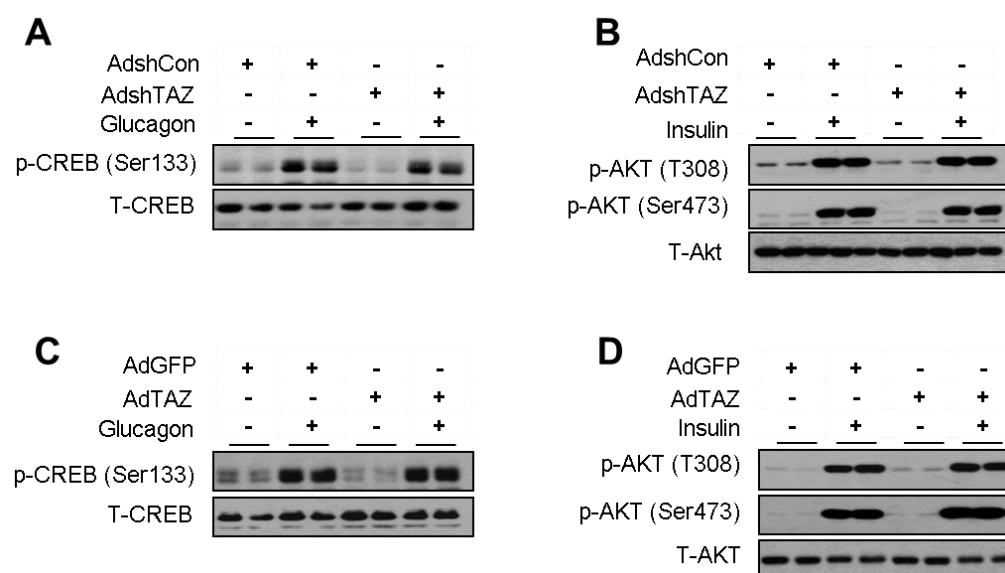 A
AdshCon + + - -
AdshTAZ - - + +
Glucagon - + - +
p-CREB (Ser133)
T-CREB
B
AdshCon + + - -
AdshTAZ - - + +
Insulin - + - +
p-AKT (T308)
p-AKT (Ser473)
T-Akt
C
AdGFP + + - -
AdTAZ - - + +
Glucagon - + - +
p-CREB (Ser133)
T-CREB
D
AdGFP + + - -
AdTAZ - - + +
Insulin - + - +
p-AKT (T308)
p-AKT (Ser473)
T-AKT